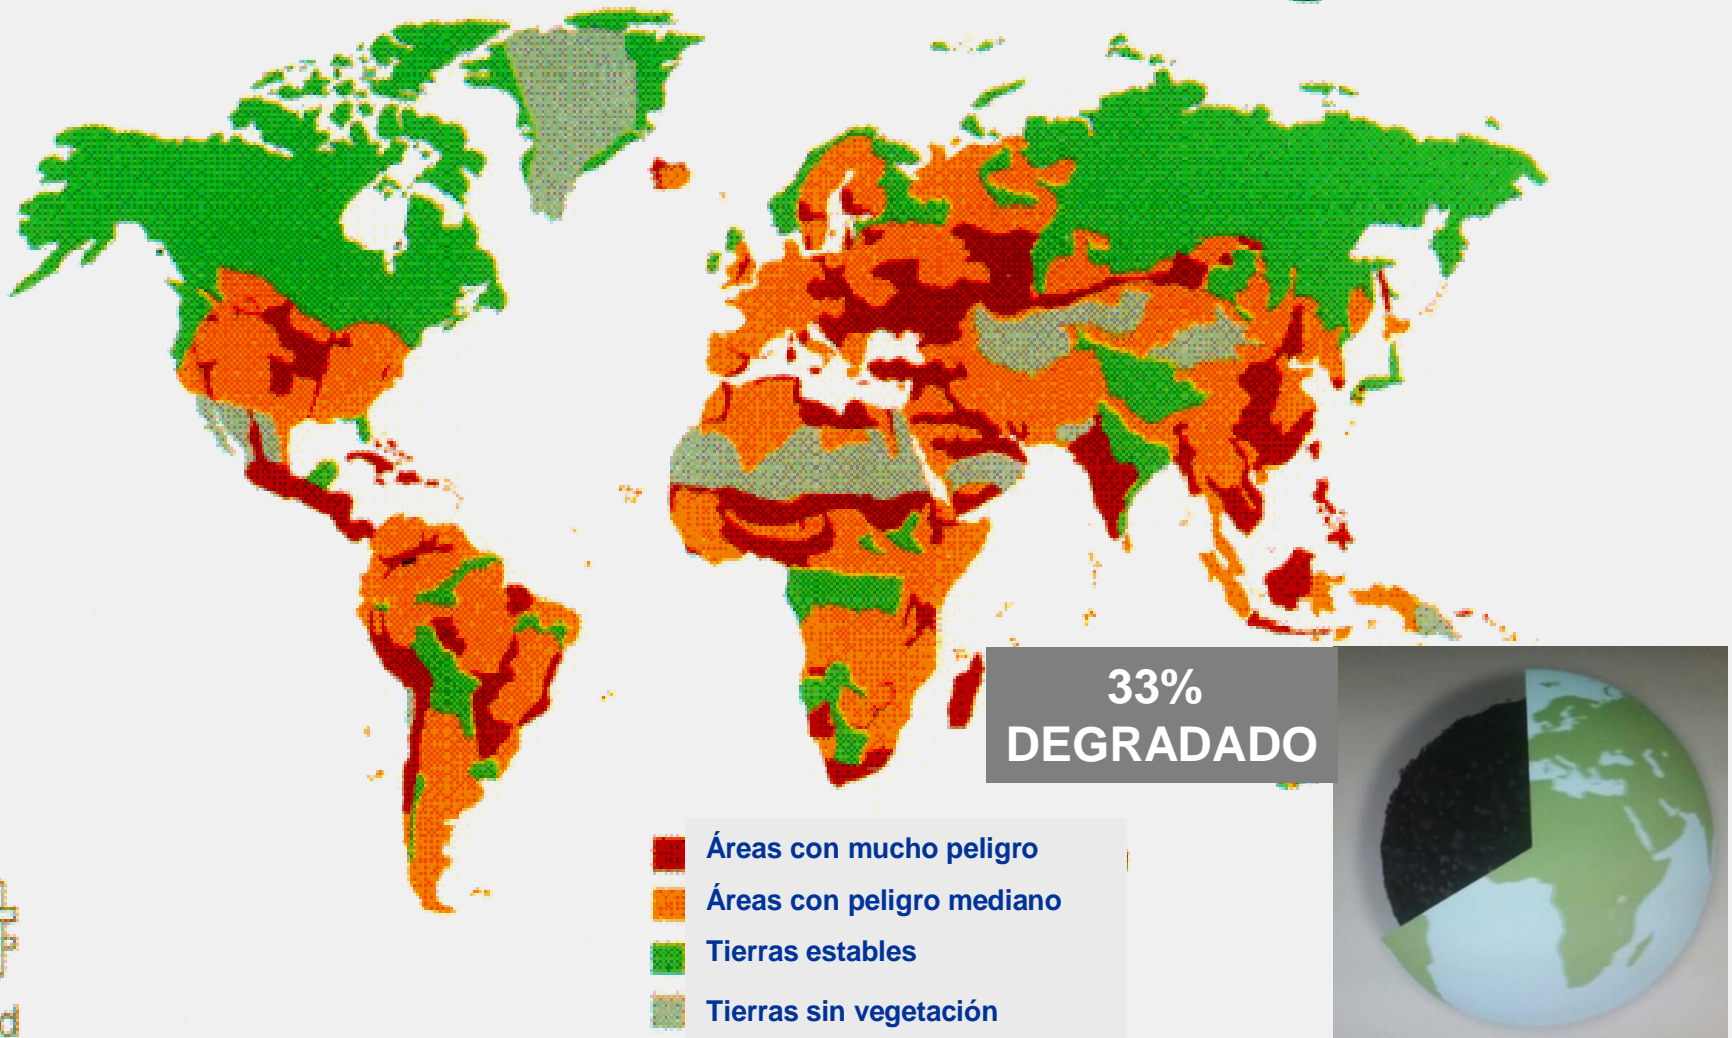 33%
DEGRADADO
Áreas con mucho peligro
Áreas con peligro mediano
Tierras estables
Tierras sin vegetación